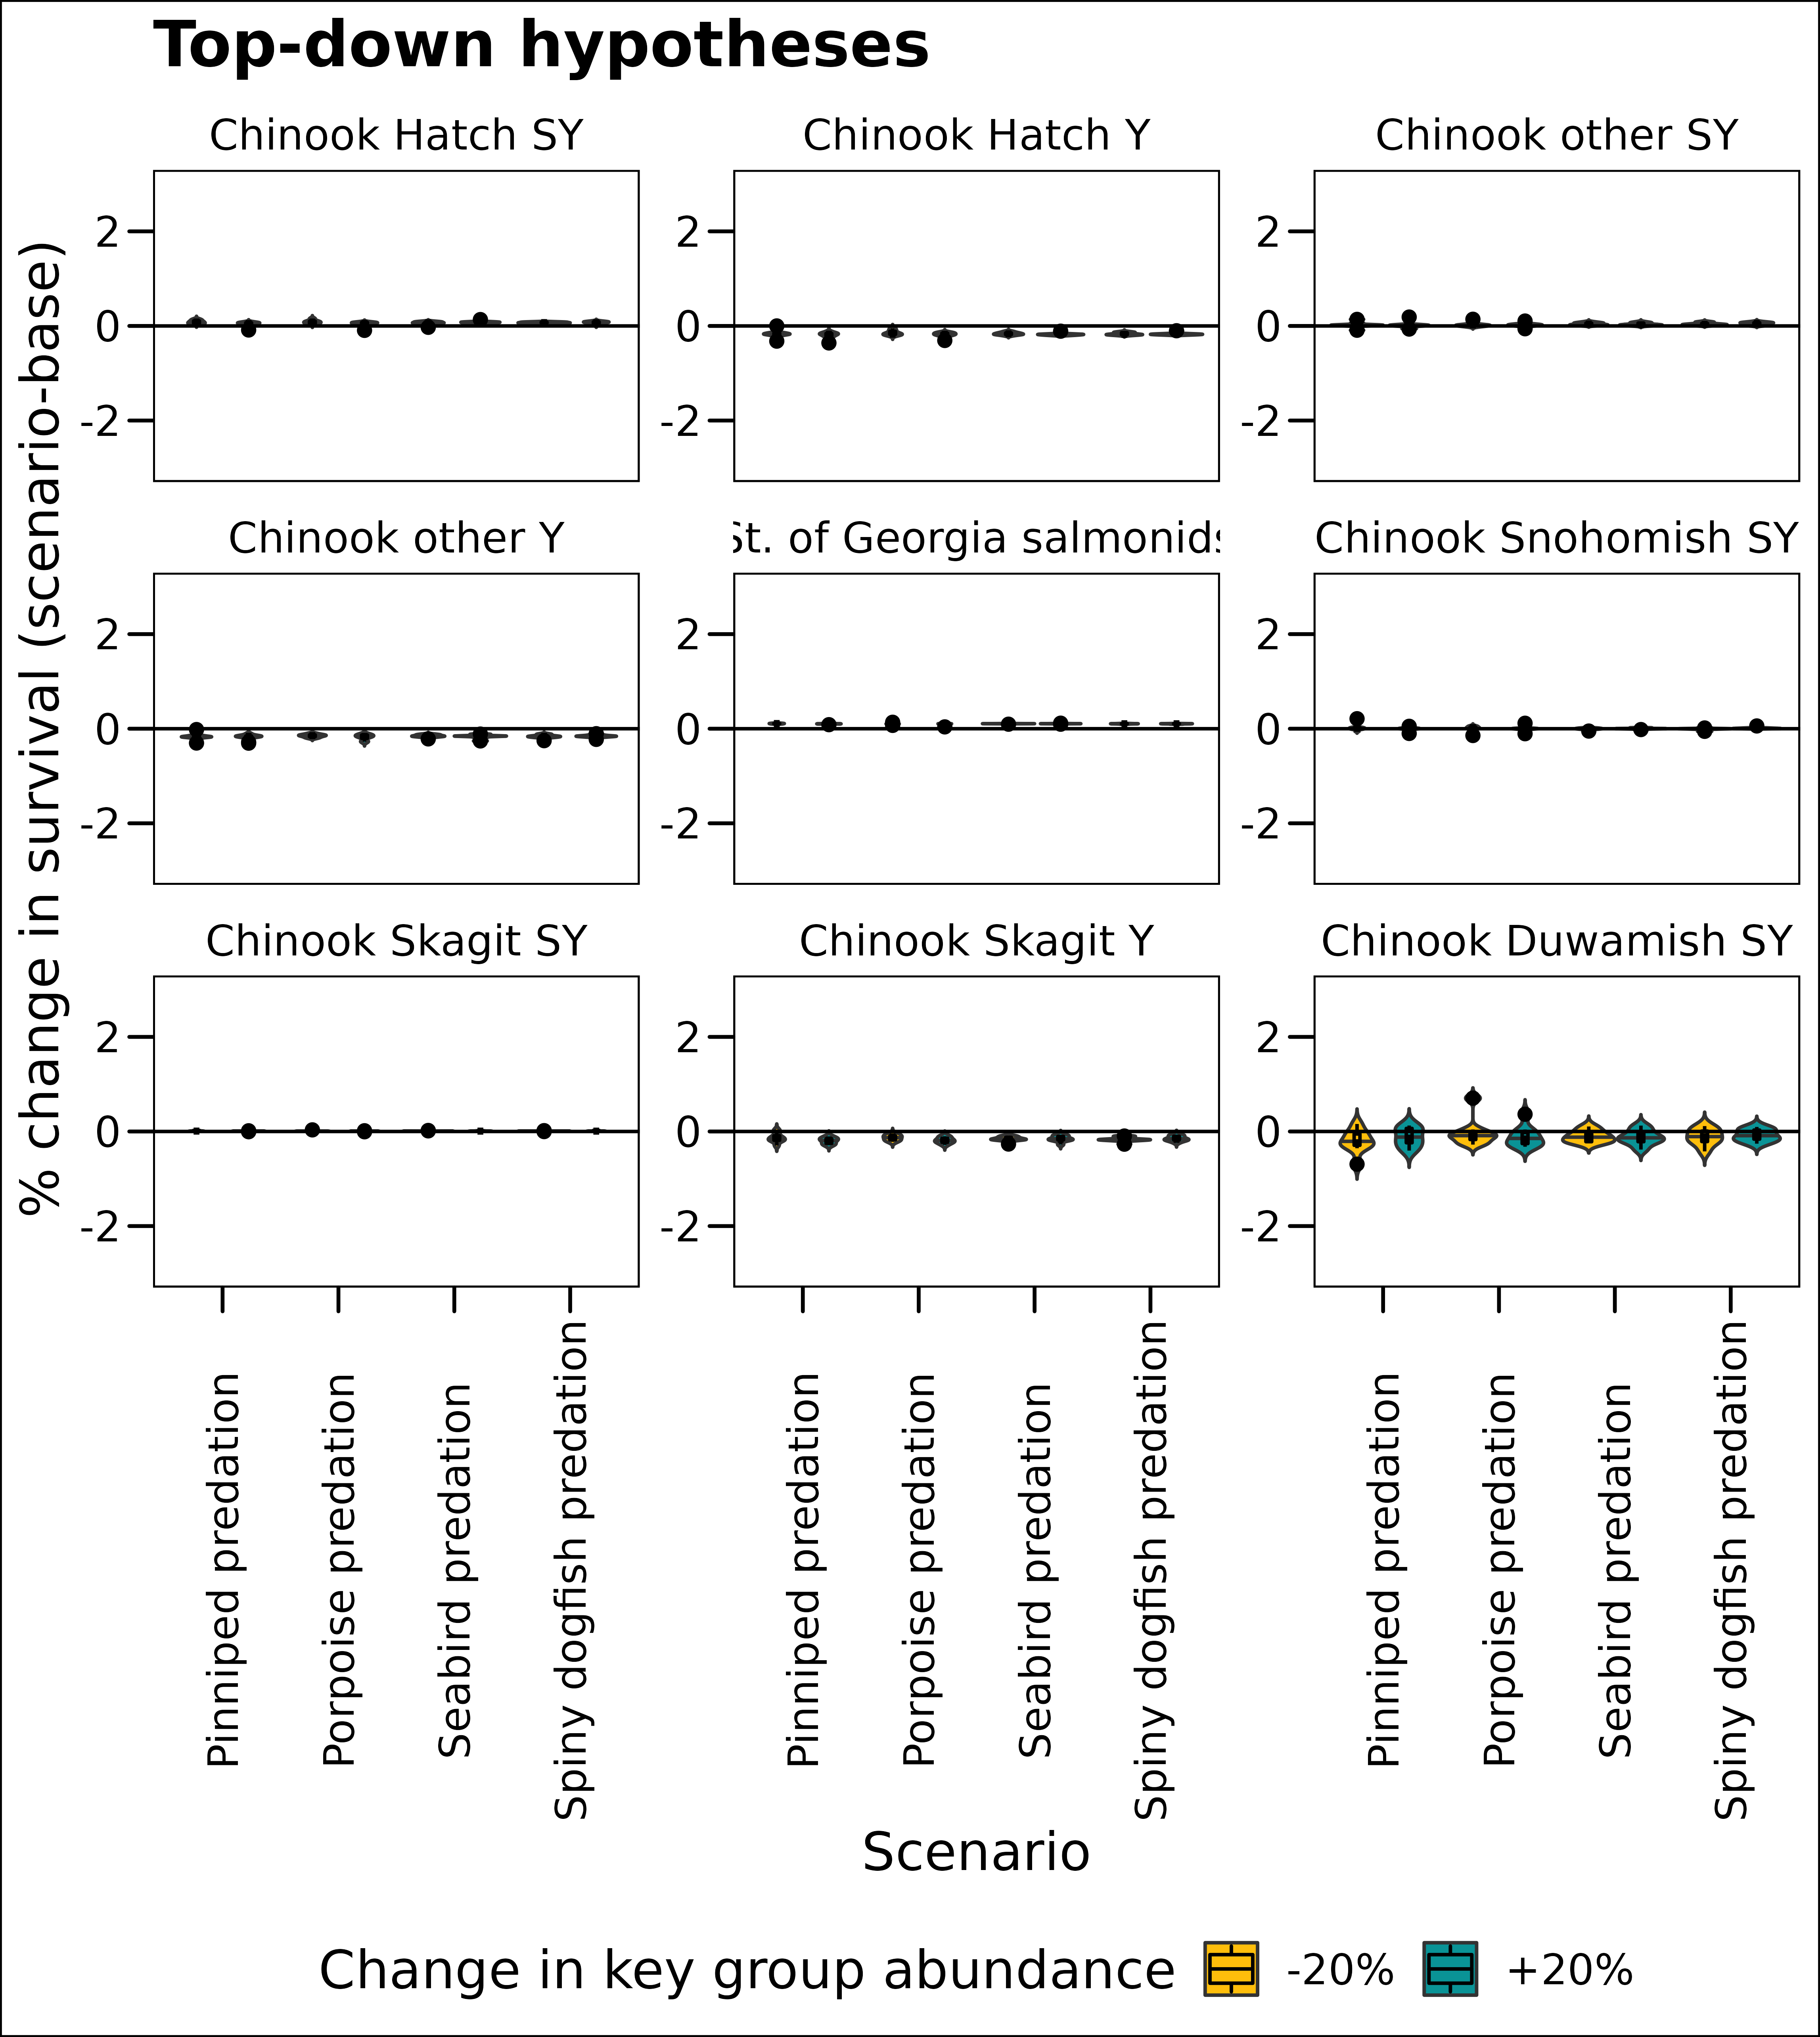 Top-down hypotheses
% change in survival (scenario-base)
Chinook Hatch SY
Chinook Hatch Y
Chinook other SY
2
0
-2
2
0
-2
2
0
-2
Chinook other Y
St. of Georgia salmonids
Chinook Snohomish SY
2
0
-2
2
0
-2
2
0
-2
Chinook Skagit SY
Chinook Skagit Y
Chinook Duwamish SY
2
0
-2
2
0
-2
2
0
-2
Pinniped predation
Porpoise predation
Seabird predation
Spiny dogfish predation
Pinniped predation
Porpoise predation
Seabird predation
Spiny dogfish predation
Pinniped predation
Porpoise predation
Seabird predation
Spiny dogfish predation
Scenario
Change in key group abundance -20% +20%